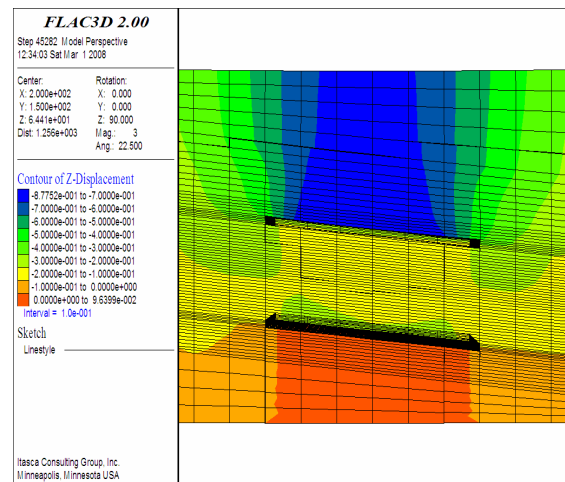 FLAC3D 2.00
Step 45282 Model Perspective
12:34:03 Sat Mar 1 2008
Center: Rotation:
X: 2.000e+002 X: 0.000
Y: 1.500e+002 Y: 0.000
Z: 6.441e+001 Z: 90.000
Dist: 1.256e+003 Mag.: 3
Ang.: 22.500
Contour of Z-Displacement
-8.7752e-001 to -7.0000e-001
-7.0000e-001 to -6.0000e-001
-6.0000e-001 to -5.0000e-001
-5.0000e-001 to -4.0000e-001
-4.0000e-001 to -3.0000e-001
-3.0000e-001 to -2.0000e-001
-2.0000e-001 to -1.0000e-001
-1.0000e-001 to 0.0000e+000
0.0000e+000 to 9.6399e-002
Interval = 1.0e-001
Sketch
Linestyle
Itasca Consulting Group, Inc.
Minneapolis, Minnesota USA